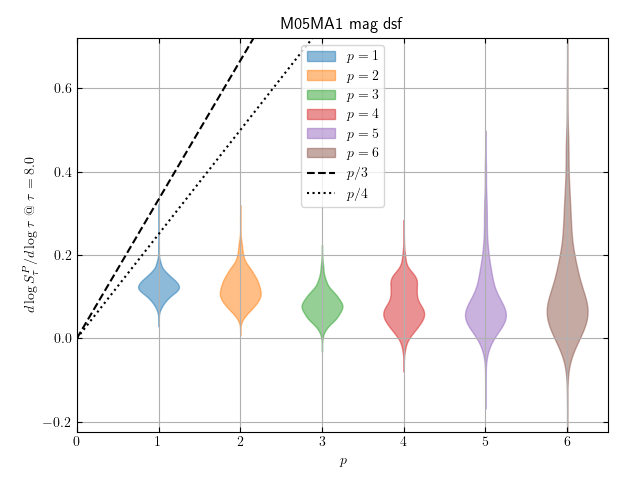 M05MA1 mag dsf
d log S_τ^P / d log τ @ τ = 8.0
0.6
0.4
0.2
0.0
−0.2
0 1 2 3 4 5 6
p
p = 1
p = 2
p = 3
p = 4
p = 5
p = 6
p/3
p/4